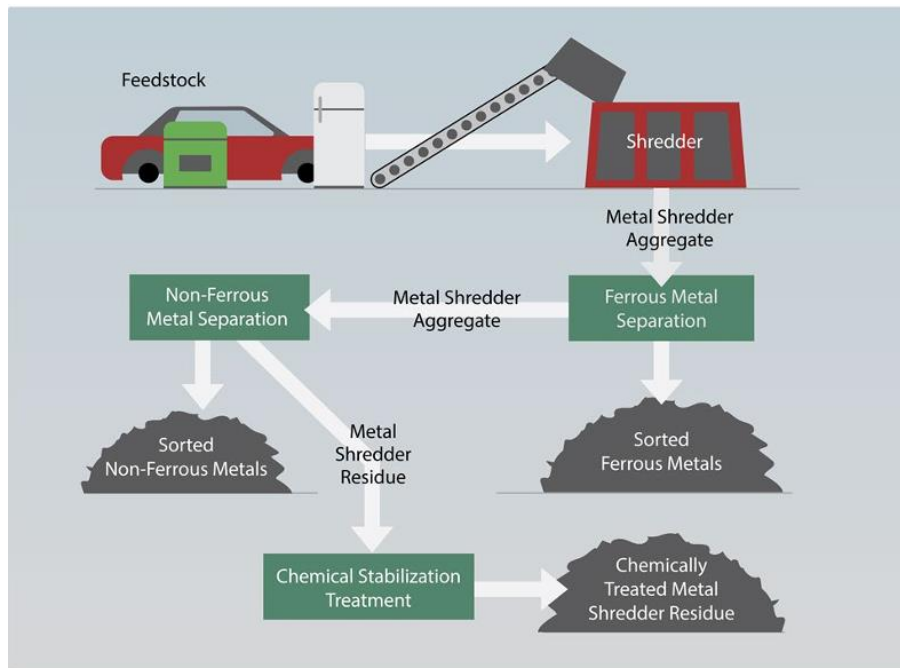 Feedstock
Shredder
Metal Shredder
Aggregate
Ferrous Metal
Separation
Metal Shredder
Aggregate
Non-Ferrous
Metal Separation
Sorted
Non-Ferrous Metals
Metal
Shredder
Residue
Sorted
Ferrous Metals
Chemical Stabilization
Treatment
Chemically
Treated Metal
Shredder Residue